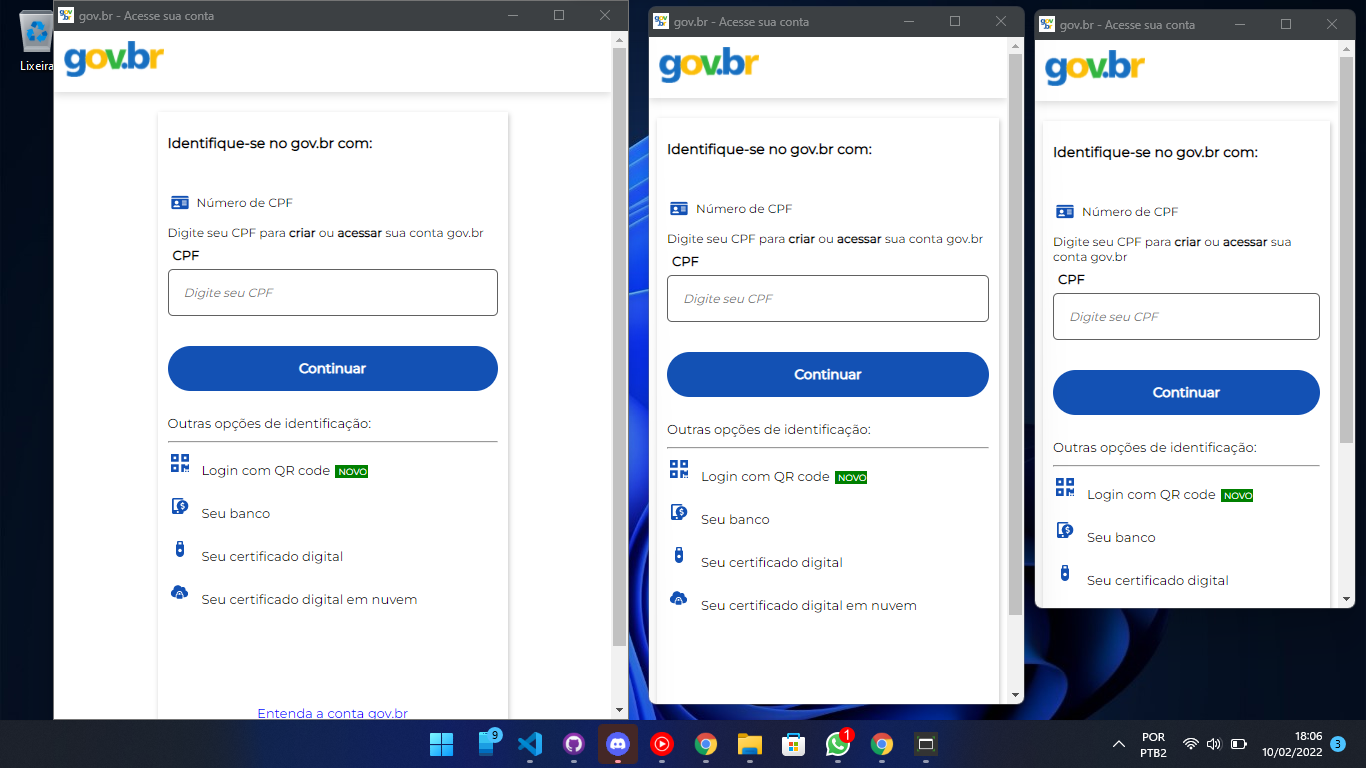 Lixeira
gov.br - Acesse sua conta
gov.br
Identifique-se no gov.br com:
Número de CPF
Digite seu CPF para criar ou acessar sua conta gov.br
CPF
Digite seu CPF
Continuar
Outras opções de identificação:
Login com QR code NOVO
Seu banco
Seu certificado digital
Seu certificado digital em nuvem
Entenda a conta gov.br
gov.br - Acesse sua conta
gov.br
Identifique-se no gov.br com:
Número de CPF
Digite seu CPF para criar ou acessar sua conta gov.br
CPF
Digite seu CPF
Continuar
Outras opções de identificação:
Login com QR code NOVO
Seu banco
Seu certificado digital
Seu certificado digital em nuvem
gov.br - Acesse sua conta
gov.br
Identifique-se no gov.br com:
Número de CPF
Digite seu CPF para criar ou acessar sua
conta gov.br
CPF
Digite seu CPF
Continuar
Outras opções de identificação:
Login com QR code NOVO
Seu banco
Seu certificado digital
9
1
POR
PTB2
18:06
10/02/2022
3